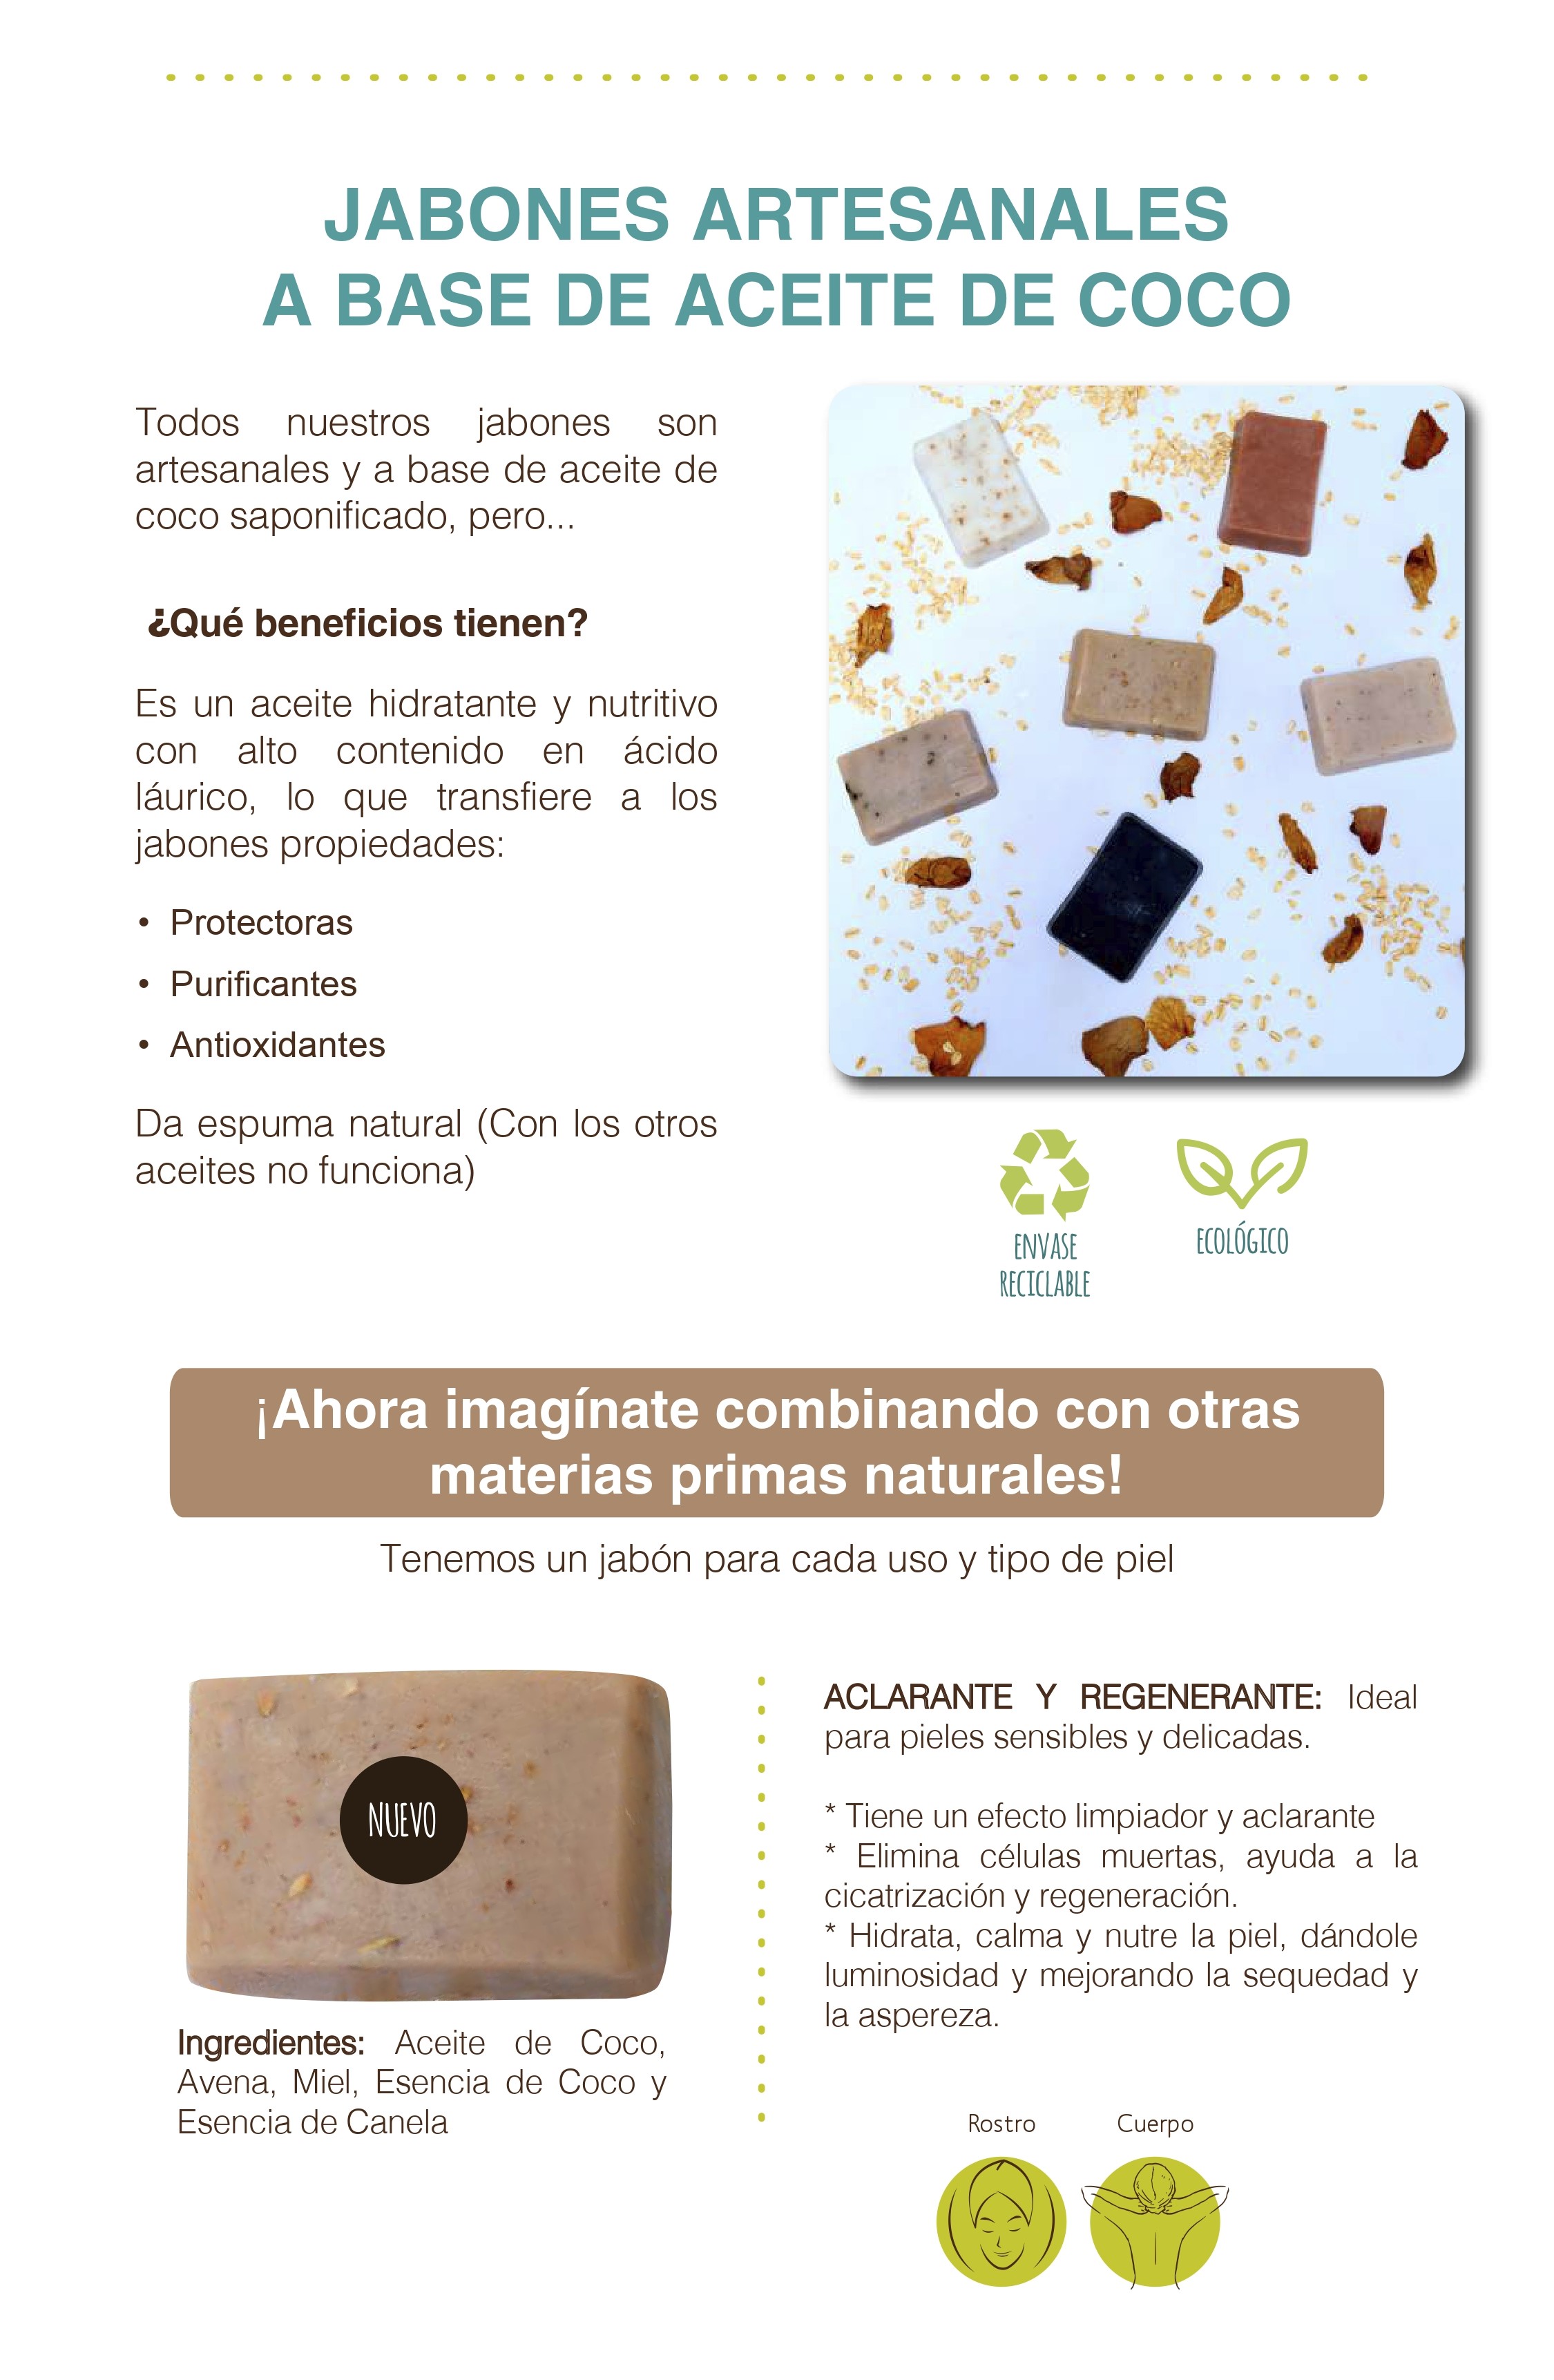 JABONES ARTESANALES
A BASE DE ACEITE DE COCO
Todos nuestros jabones son
artesanales y a base de aceite de
coco saponificado, pero...
¿Qué beneficios tienen?
Es un aceite hidratante y nutritivo
con alto contenido en ácido
láurico, lo que transfiere a los
jabones propiedades:
• Protectoras
• Purificantes
• Antioxidantes
Da espuma natural (Con los otros
aceites no funciona)
ENVASE
RECICLABLE
ECOLÓGICO
¡Ahora imagínate combinando con otras
materias primas naturales!
Tenemos un jabón para cada uso y tipo de piel
NUEVO
Ingredientes: Aceite de Coco,
Avena, Miel, Esencia de Coco y
Esencia de Canela
ACLARANTE Y REGENERANTE: Ideal
para pieles sensibles y delicadas.
* Tiene un efecto limpiador y aclarante
* Elimina células muertas, ayuda a la
cicatrización y regeneración.
* Hidrata, calma y nutre la piel, dándole
luminosidad y mejorando la sequedad y
la aspereza.
Rostro
Cuerpo